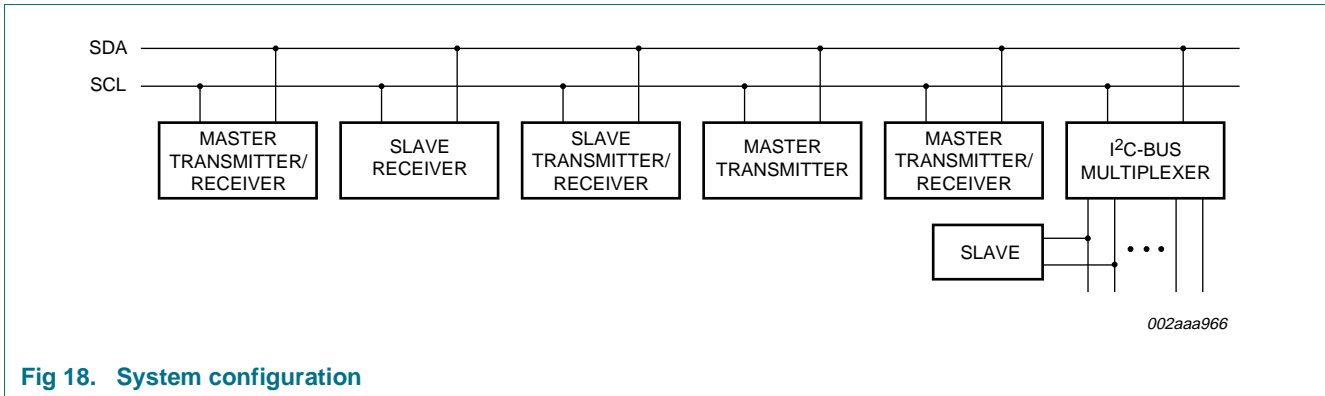 SDA
SCL
MASTER
TRANSMITTER/
RECEIVER
SLAVE
RECEIVER
SLAVE
TRANSMITTER/
RECEIVER
MASTER
TRANSMITTER
MASTER
TRANSMITTER/
RECEIVER
I²C-BUS
MULTIPLEXER
SLAVE
002aaa966
Fig 18. System configuration